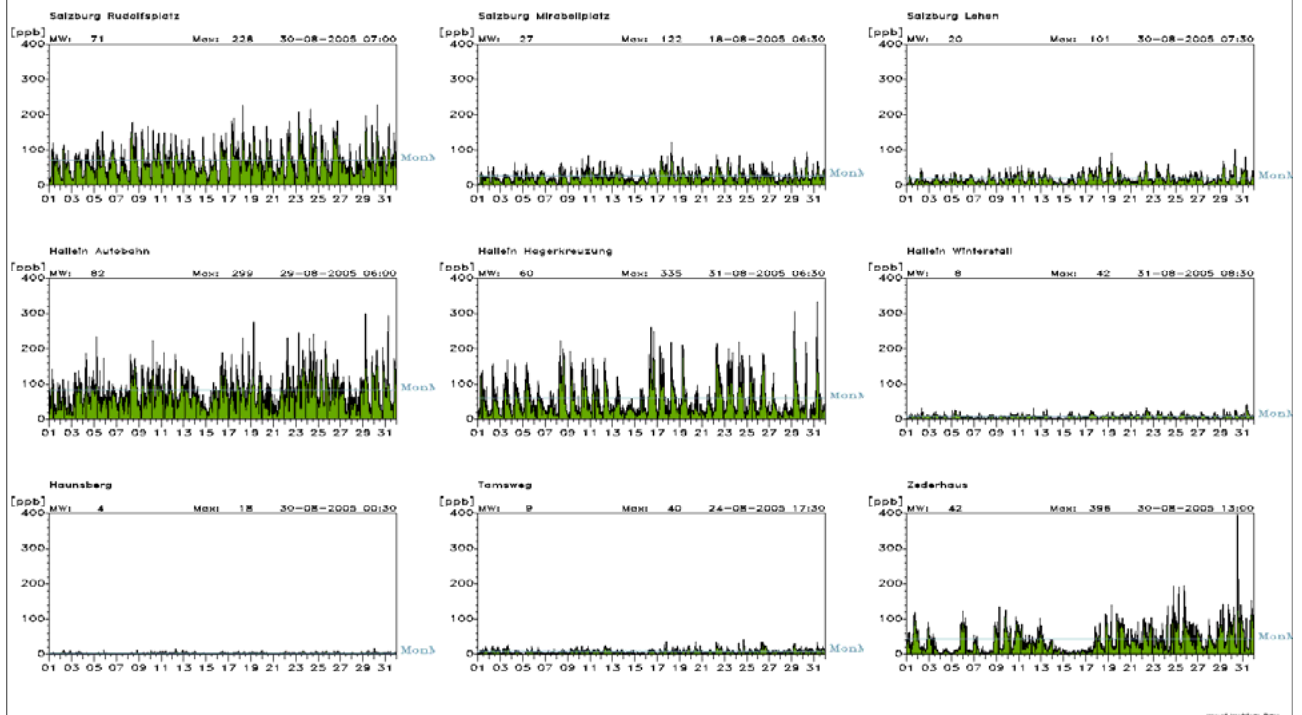 Salzburg Rudolfsplatz
[ppb] MW: 71 Max: 228 30-08-2005 07:00
400
300
200
100
0
MonM
01 03 05 07 09 11 13 15 17 19 21 23 25 27 29 31
Salzburg Mirabellplatz
[ppb] MW: 27 Max: 122 18-08-2005 06:30
400
300
200
100
0
MonM
01 03 05 07 09 11 13 15 17 19 21 23 25 27 29 31
Salzburg Lehen
[ppb] MW: 20 Max: 101 30-08-2005 07:30
400
300
200
100
0
MonM
01 03 05 07 09 11 13 15 17 19 21 23 25 27 29 31
Hallein Autobahn
[ppb] MW: 82 Max: 299 29-08-2005 06:00
400
300
200
100
0
MonM
01 03 05 07 09 11 13 15 17 19 21 23 25 27 29 31
Hallein Hagerkreuzung
[ppb] MW: 60 Max: 335 31-08-2005 06:30
400
300
200
100
0
MonM
01 03 05 07 09 11 13 15 17 19 21 23 25 27 29 31
Hallein Winterstall
[ppb] MW: 8 Max: 42 31-08-2005 08:30
400
300
200
100
0
MonM
01 03 05 07 09 11 13 15 17 19 21 23 25 27 29 31
Haunsberg
[ppb] MW: 4 Max: 18 30-08-2005 00:30
400
300
200
100
0
MonM
01 03 05 07 09 11 13 15 17 19 21 23 25 27 29 31
Tamsweg
[ppb] MW: 9 Max: 40 24-08-2005 17:30
400
300
200
100
0
MonM
01 03 05 07 09 11 13 15 17 19 21 23 25 27 29 31
Zederhaus
[ppb] MW: 42 Max: 396 30-08-2005 13:00
400
300
200
100
0
MonM
01 03 05 07 09 11 13 15 17 19 21 23 25 27 29 31